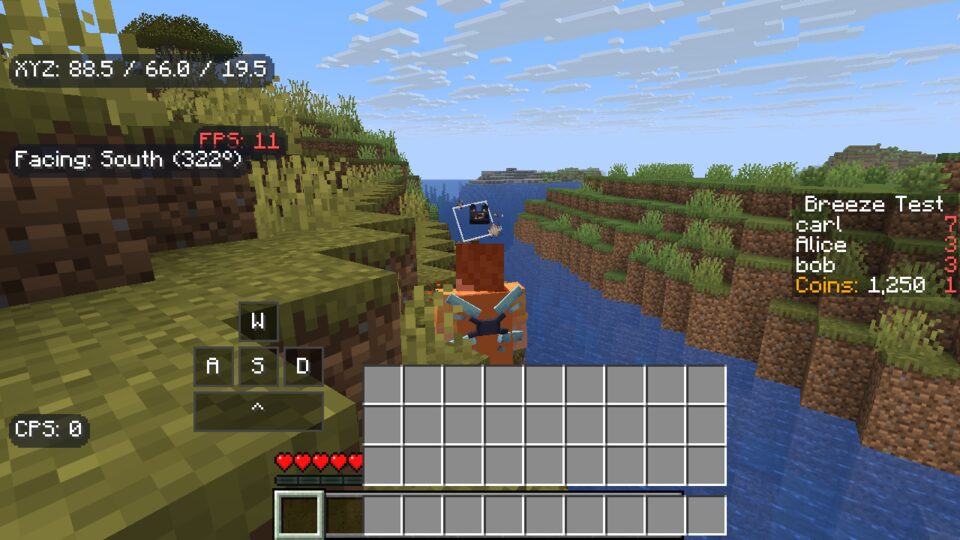 XYZ: 88.5 / 66.0 / 19.5
FPS: 11
Facing: South (322°)
Breeze Test
carl 7
Alice 3
bob 3
Coins: 1,250 1
W
A S D
^
CPS: 0